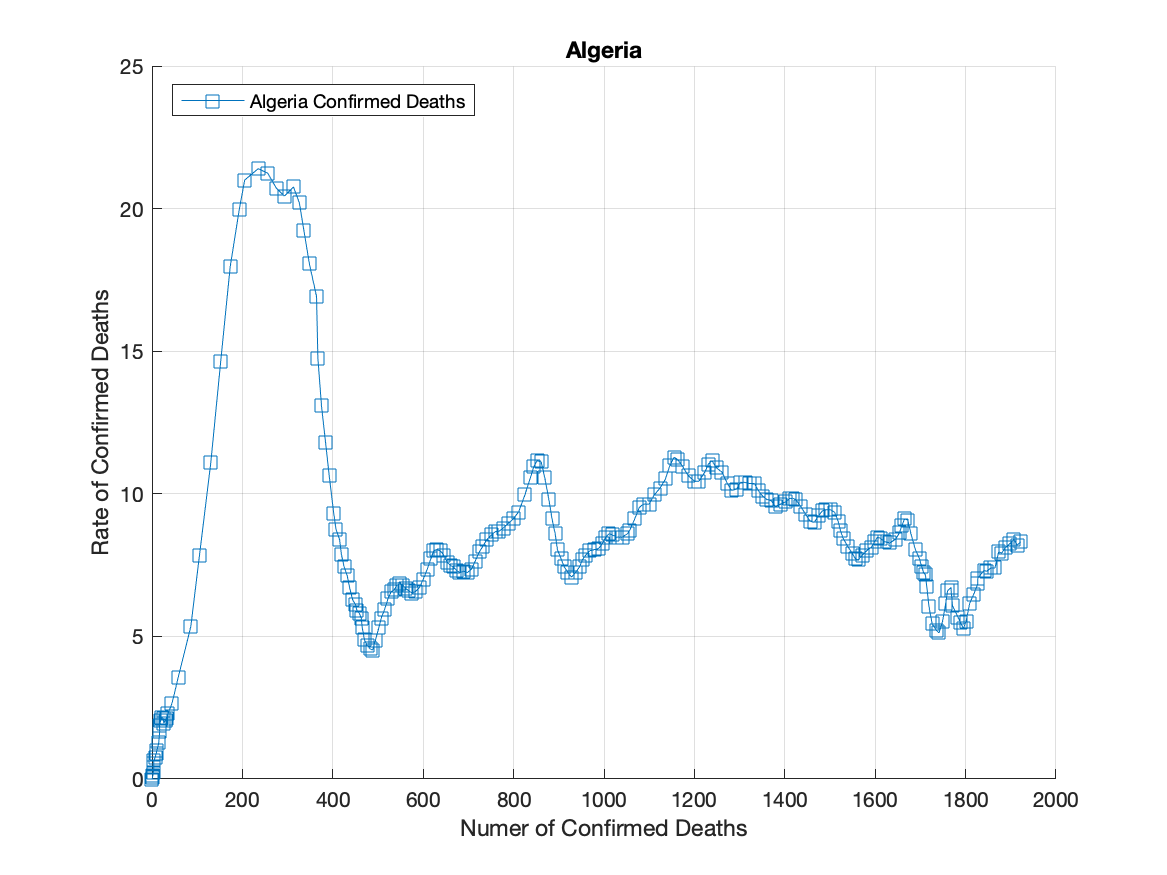 Algeria
25
Algeria Confirmed Deaths
20
15
10
5
0
Rate of Confirmed Deaths
0 200 400 600 800 1000 1200 1400 1600 1800 2000
Numer of Confirmed Deaths